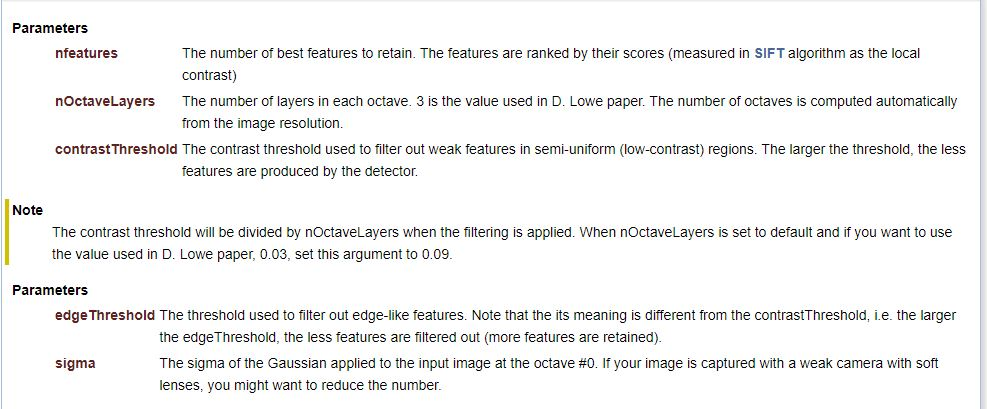 Parameters
nfeatures The number of best features to retain. The features are ranked by their scores (measured in SIFT algorithm as the local
contrast)
nOctaveLayers The number of layers in each octave. 3 is the value used in D. Lowe paper. The number of octaves is computed automatically
from the image resolution.
contrastThreshold The contrast threshold used to filter out weak features in semi-uniform (low-contrast) regions. The larger the threshold, the less
features are produced by the detector.
Note
The contrast threshold will be divided by nOctaveLayers when the filtering is applied. When nOctaveLayers is set to default and if you want to use
the value used in D. Lowe paper, 0.03, set this argument to 0.09.
Parameters
edgeThreshold The threshold used to filter out edge-like features. Note that the its meaning is different from the contrastThreshold, i.e. the larger
the edgeThreshold, the less features are filtered out (more features are retained).
sigma The sigma of the Gaussian applied to the input image at the octave #0. If your image is captured with a weak camera with soft
lenses, you might want to reduce the number.